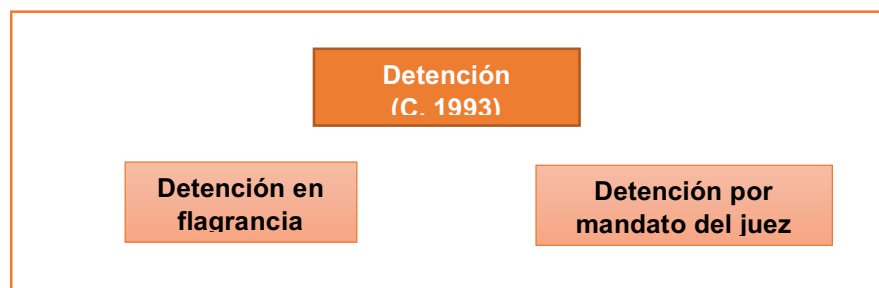 Detención
(C. 1993)
Detención en
flagrancia
Detención por
mandato del juez